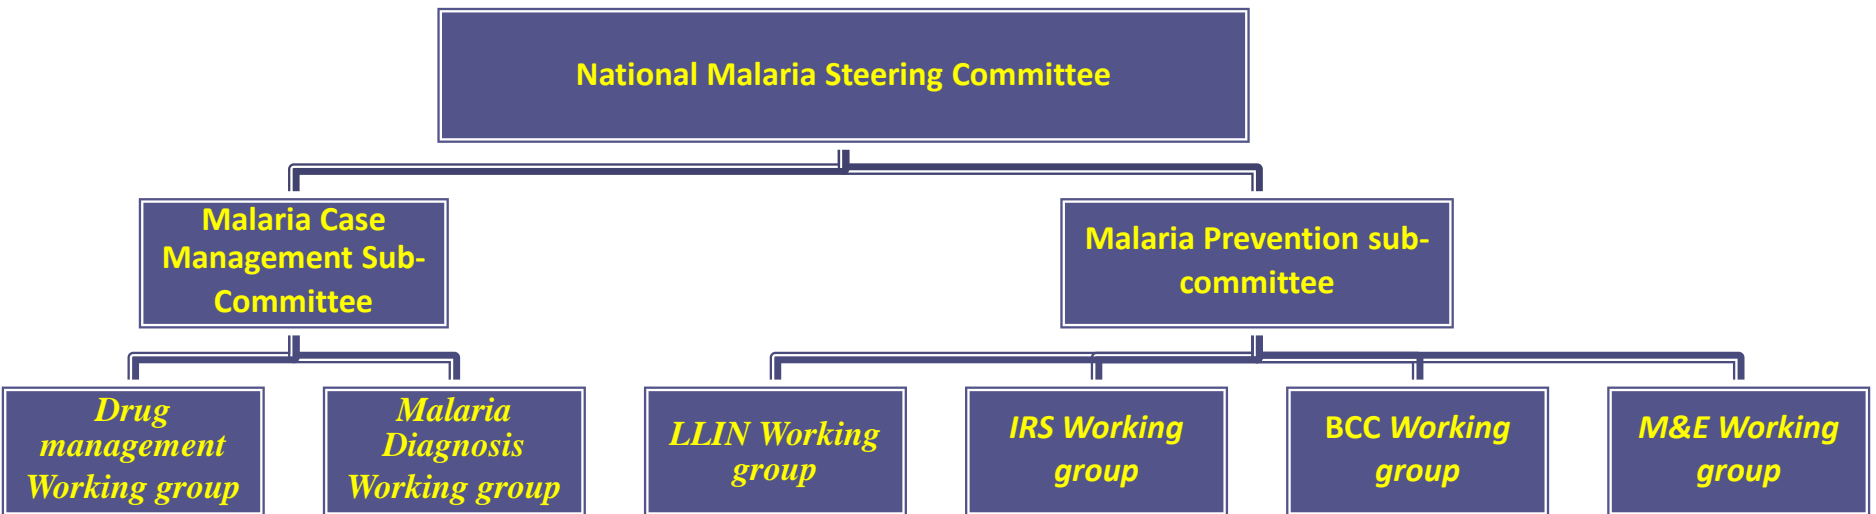 National Malaria Steering Committee
Malaria Case
Management Sub-
Committee
Malaria Prevention sub-
committee
Drug
management
Working group
Malaria
Diagnosis
Working group
LLIN Working
group
IRS Working
group
BCC Working
group
M&E Working
group